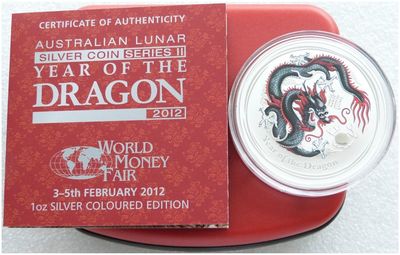 CERTIFICATE OF AUTHENTICITY
AUSTRALIAN LUNAR
SILVER COIN SERIES II
YEAR OF THE
DRAGON
2012
WORLD
MONEY
FAIR
3–5th FEBRUARY 2012
1oz SILVER COLOURED EDITION
Year of the Dragon